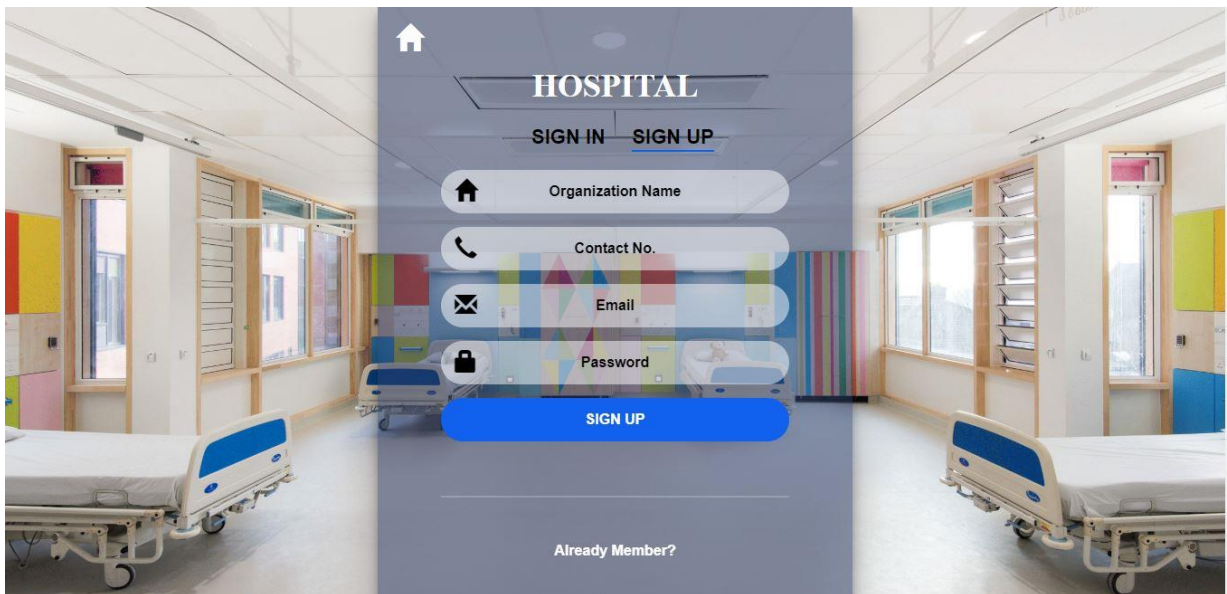 HOSPITAL
SIGN IN SIGN UP
Organization Name
Contact No.
Email
Password
SIGN UP
Already Member?